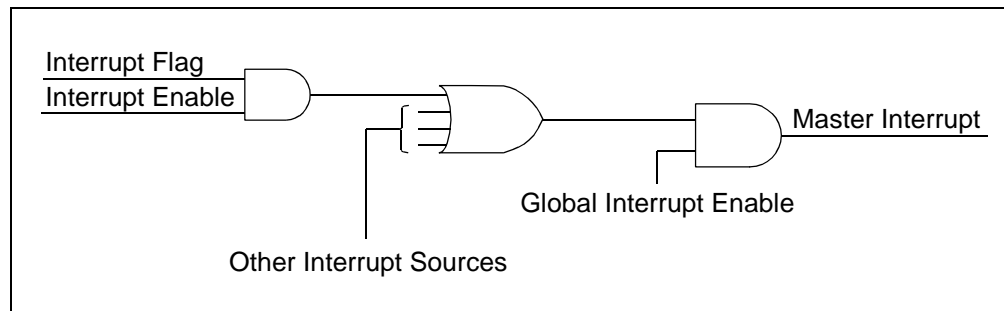 Interrupt Flag
Interrupt Enable
Master Interrupt
Global Interrupt Enable
Other Interrupt Sources